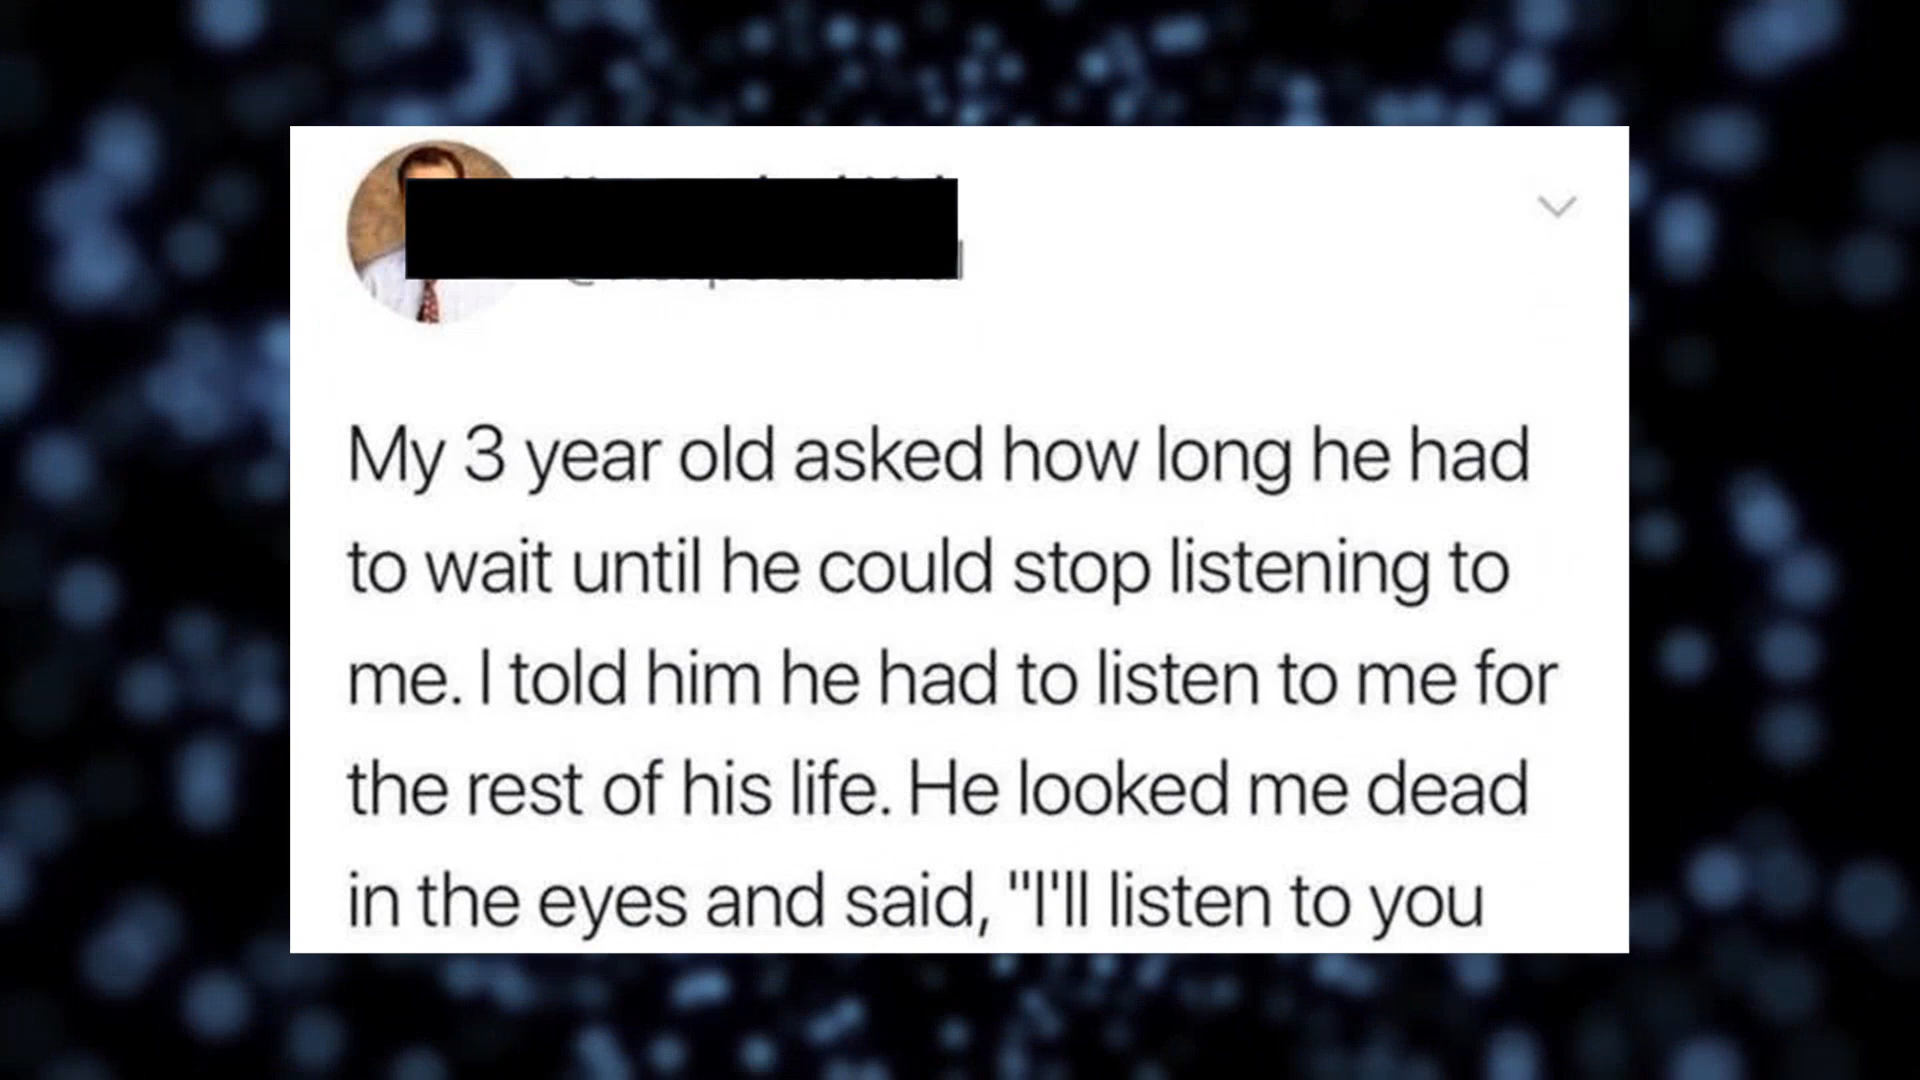 My 3 year old asked how long he had
to wait until he could stop listening to
me. I told him he had to listen to me for
the rest of his life. He looked me dead
in the eyes and said, "I'll listen to you